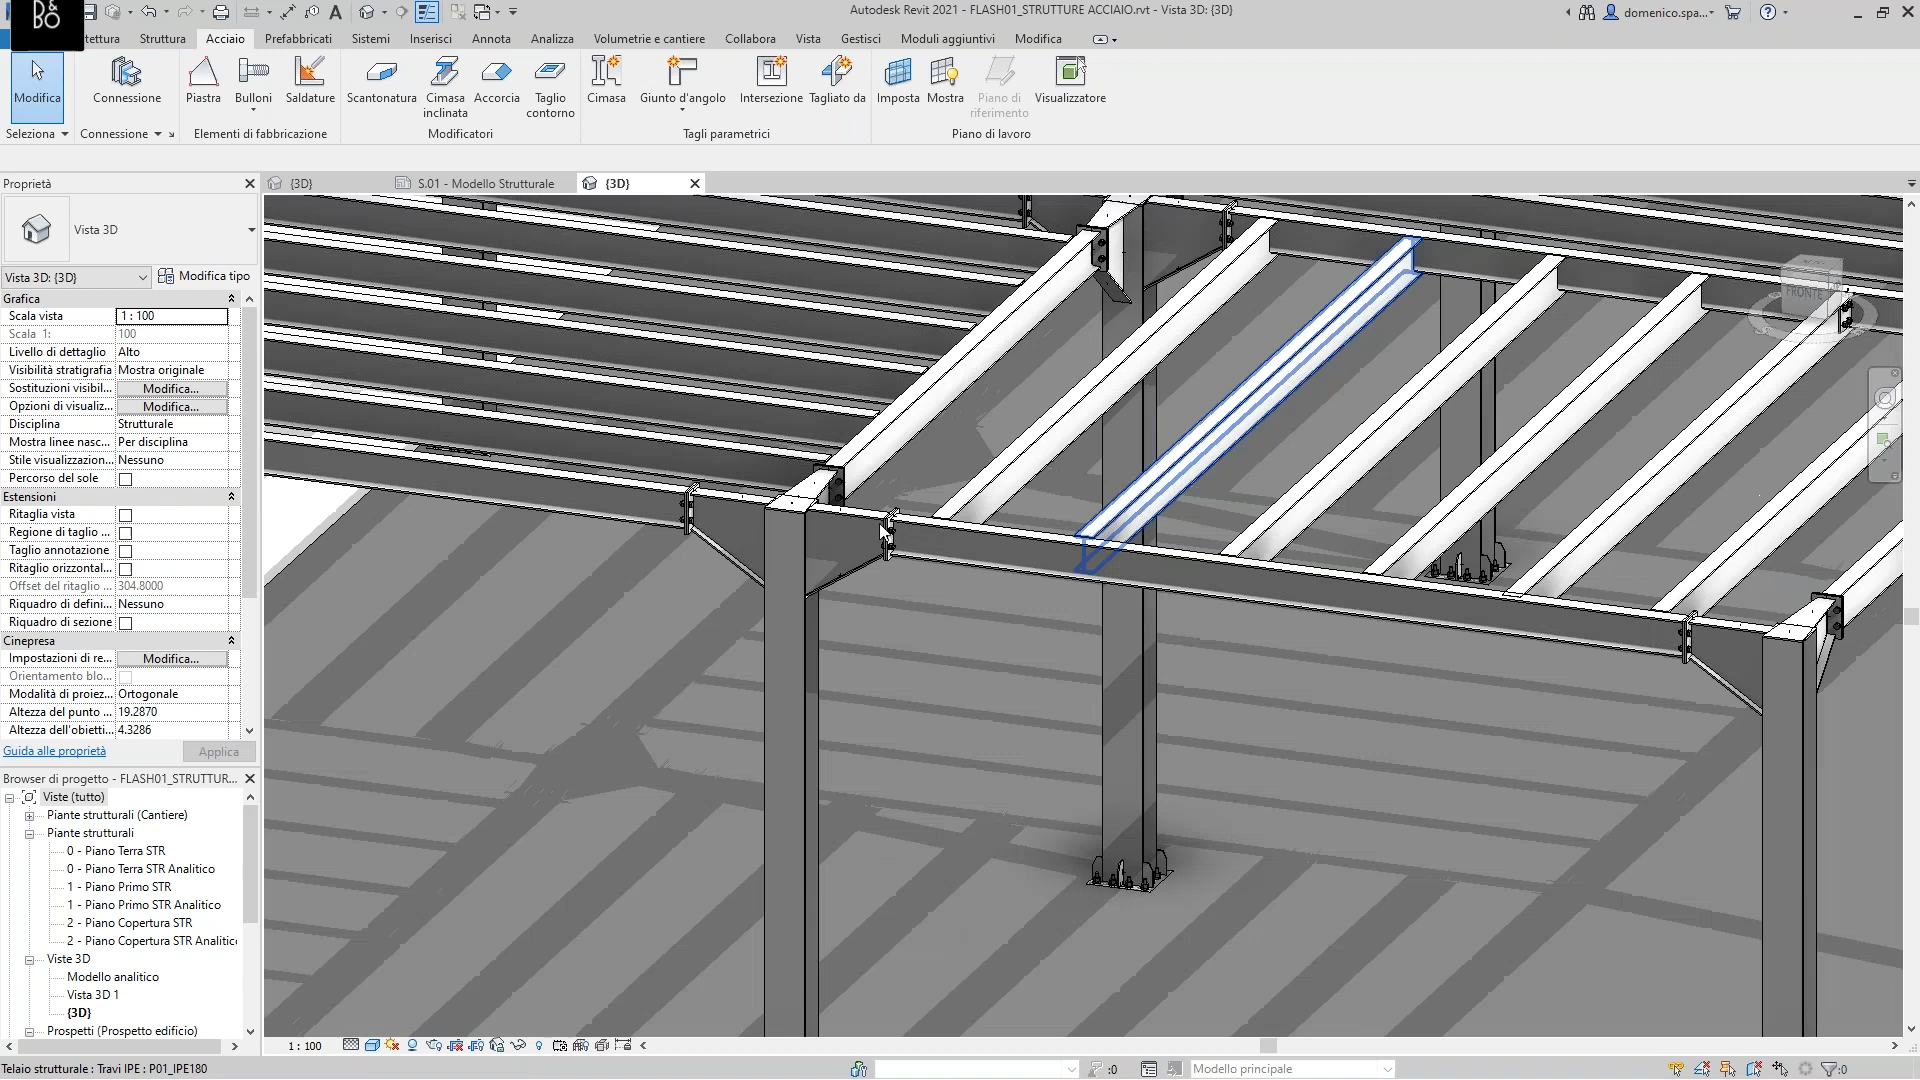 B&
BO
Autodesk Revit 2021 - FLASH01_STRUTTURE ACCIAIO.rvt - Vista 3D: {3D}
domenico.spa...
tettura Struttura Acciaio Prefabbricati Sistemi Inserisci Annota Analizza Volumetrie e cantiere Collabora Vista Gestisci Moduli aggiuntivi Modifica
Modifica Connessione Piastra Bulloni Saldature Scantonatura Cimasa inclinata Accorcia Taglio contorno Cimasa Giunto d'angolo Intersezione Tagliato da Imposta Mostra Piano di riferimento Visualizzatore
Seleziona Connessione Elementi di fabbricazione Modificatori Tagli parametrici Piano di lavoro
Proprietà
{3D} S.01 - Modello Strutturale {3D}
Vista 3D
Vista 3D: {3D} Modifica tipo
Grafica
Scala vista 1 : 100
Scala 1: 100
Livello di dettaglio Alto
Visibilità stratigrafia Mostra originale
Sostituzioni visibil... Modifica...
Opzioni di visualiz... Modifica...
Disciplina Strutturale
Mostra linee nasc... Per disciplina
Stile visualizzazion... Nessuno
Percorso del sole
Estensioni
Ritaglia vista
Regione di taglio ...
Taglio annotazione
Ritaglio orizzontal...
Offset del ritaglio ... 304.8000
Riquadro di defini... Nessuno
Riquadro di sezione
Cinepresa
Impostazioni di re... Modifica...
Orientamento blo...
Modalità di proiez... Ortogonale
Altezza del punto ... 19.2870
Altezza dell'obietti... 4.3286
Guida alle proprietà Applica
Browser di progetto - FLASH01_STRUTTUR...
Viste (tutto)
Piante strutturali (Cantiere)
Piante strutturali
0 - Piano Terra STR
0 - Piano Terra STR Analitico
1 - Piano Primo STR
1 - Piano Primo STR Analitico
2 - Piano Copertura STR
2 - Piano Copertura STR Analitic
Viste 3D
Modello analitico
Vista 3D 1
{3D}
Prospetti (Prospetto edificio)
FRONTE
1 : 100
Telaio strutturale : Travi IPE : P01_IPE180
:0
Modello principale
:0